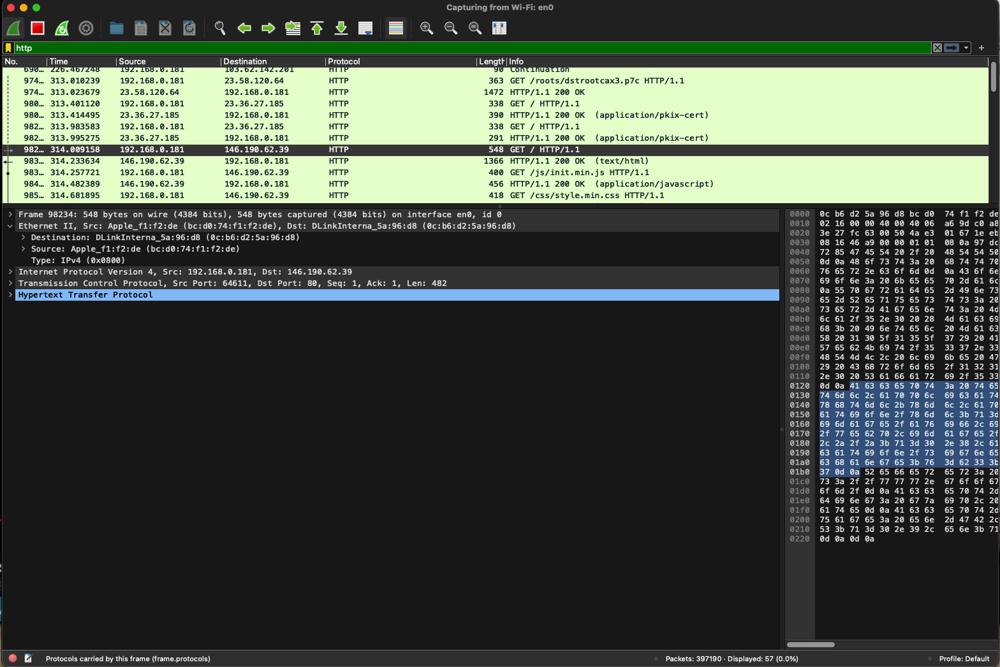 Capturing from Wi-Fi: en0
http
No. Time Source Destination Protocol Length Info
690… 226.467248 192.168.0.181 103.62.142.201 HTTP 90 Continuation
974… 313.010239 192.168.0.181 23.58.120.64 HTTP 363 GET /roots/dstrootcax3.p7c HTTP/1.1
974… 313.023679 23.58.120.64 192.168.0.181 HTTP 1472 HTTP/1.1 200 OK
980… 313.401120 192.168.0.181 23.36.27.185 HTTP 338 GET / HTTP/1.1
980… 313.414495 23.36.27.185 192.168.0.181 HTTP 390 HTTP/1.1 200 OK (application/pkix-cert)
982… 313.983583 192.168.0.181 23.36.27.185 HTTP 338 GET / HTTP/1.1
982… 313.995275 23.36.27.185 192.168.0.181 HTTP 291 HTTP/1.1 200 OK (application/pkix-cert)
982… 314.009158 192.168.0.181 146.190.62.39 HTTP 548 GET / HTTP/1.1
983… 314.233634 146.190.62.39 192.168.0.181 HTTP 1366 HTTP/1.1 200 OK (text/html)
983… 314.257721 192.168.0.181 146.190.62.39 HTTP 400 GET /js/init.min.js HTTP/1.1
984… 314.482389 146.190.62.39 192.168.0.181 HTTP 456 HTTP/1.1 200 OK (application/javascript)
985… 314.681895 192.168.0.181 146.190.62.39 HTTP 418 GET /css/style.min.css HTTP/1.1
Frame 98234: 548 bytes on wire (4384 bits), 548 bytes captured (4384 bits) on interface en0, id 0
Ethernet II, Src: Apple_f1:f2:de (bc:d0:74:f1:f2:de), Dst: DLinkInterna_5a:96:d8 (0c:b6:d2:5a:96:d8)
Destination: DLinkInterna_5a:96:d8 (0c:b6:d2:5a:96:d8)
Source: Apple_f1:f2:de (bc:d0:74:f1:f2:de)
Type: IPv4 (0x0800)
Internet Protocol Version 4, Src: 192.168.0.181, Dst: 146.190.62.39
Transmission Control Protocol, Src Port: 64611, Dst Port: 80, Seq: 1, Ack: 1, Len: 482
Hypertext Transfer Protocol
0000 0c b6 d2 5a 96 d8 bc d0 74 f1 f2 de
0010 02 16 00 00 40 00 40 06 a6 9d c0 a8
0020 3e 27 fc 63 00 50 4a e3 01 67 1e eb
0030 08 16 46 a9 00 00 01 01 08 0a 97 dc
0040 72 85 47 45 54 20 2f 20 48 54 54 50
0050 0d 0a 48 6f 73 74 3a 20 68 74 74 70
0060 76 65 72 2e 63 6f 6d 0d 0a 43 6f 6e
0070 69 6f 6e 3a 20 6b 65 65 70 2d 61 6c
0080 0a 55 70 67 72 61 64 65 2d 49 6e 73
0090 65 2d 52 65 71 75 65 73 74 73 3a 20
00a0 73 65 72 2d 41 67 65 6e 74 3a 20 4d
00b0 6c 61 2f 35 2e 30 20 28 4d 61 63 69
00c0 68 3b 20 49 6e 74 65 6c 20 4d 61 63
00d0 58 20 31 30 5f 31 35 5f 37 29 20 41
00e0 57 65 62 4b 69 74 2f 35 33 37 2e 33
00f0 48 54 4d 4c 2c 20 6c 69 6b 65 20 47
0100 29 20 43 68 72 6f 6d 65 2f 31 32 31
0110 2e 30 20 53 61 66 61 72 69 2f 35 33
0120 0d 0a 41 63 63 65 70 74 3a 20 74 65
0130 74 6d 6c 2c 61 70 70 6c 69 63 61 74
0140 78 68 74 6d 6c 2b 78 6d 6c 2c 61 70
0150 61 74 69 6f 6e 2f 78 6d 6c 3b 71 3d
0160 69 6d 61 67 65 2f 61 76 69 66 2c 69
0170 2f 77 65 62 70 2c 69 6d 61 67 65 2f
0180 2c 2a 2f 2a 3b 71 3d 30 2e 38 2c 61
0190 63 61 74 69 6f 6e 2f 73 69 67 6e 65
01a0 63 68 61 6e 67 65 3b 76 3d 62 33 3b
01b0 37 0d 0a 52 65 66 65 72 65 72 3a 20
01c0 73 3a 2f 2f 77 77 77 2e 67 6f 6f 67
01d0 6f 6d 2f 0d 0a 41 63 63 65 70 74 2d
01e0 64 69 6e 67 3a 20 67 7a 69 70 2c 20
01f0 61 74 65 0d 0a 41 63 63 65 70 74 2d
0200 75 61 67 65 3a 20 65 6e 2d 47 42 2c
0210 53 3b 71 3d 30 2e 39 2c 65 6e 3b 71
0220 0d 0a 0d 0a
Protocols carried by this frame (frame.protocols)
Packets: 397190 · Displayed: 57 (0.0%)
Profile: Default